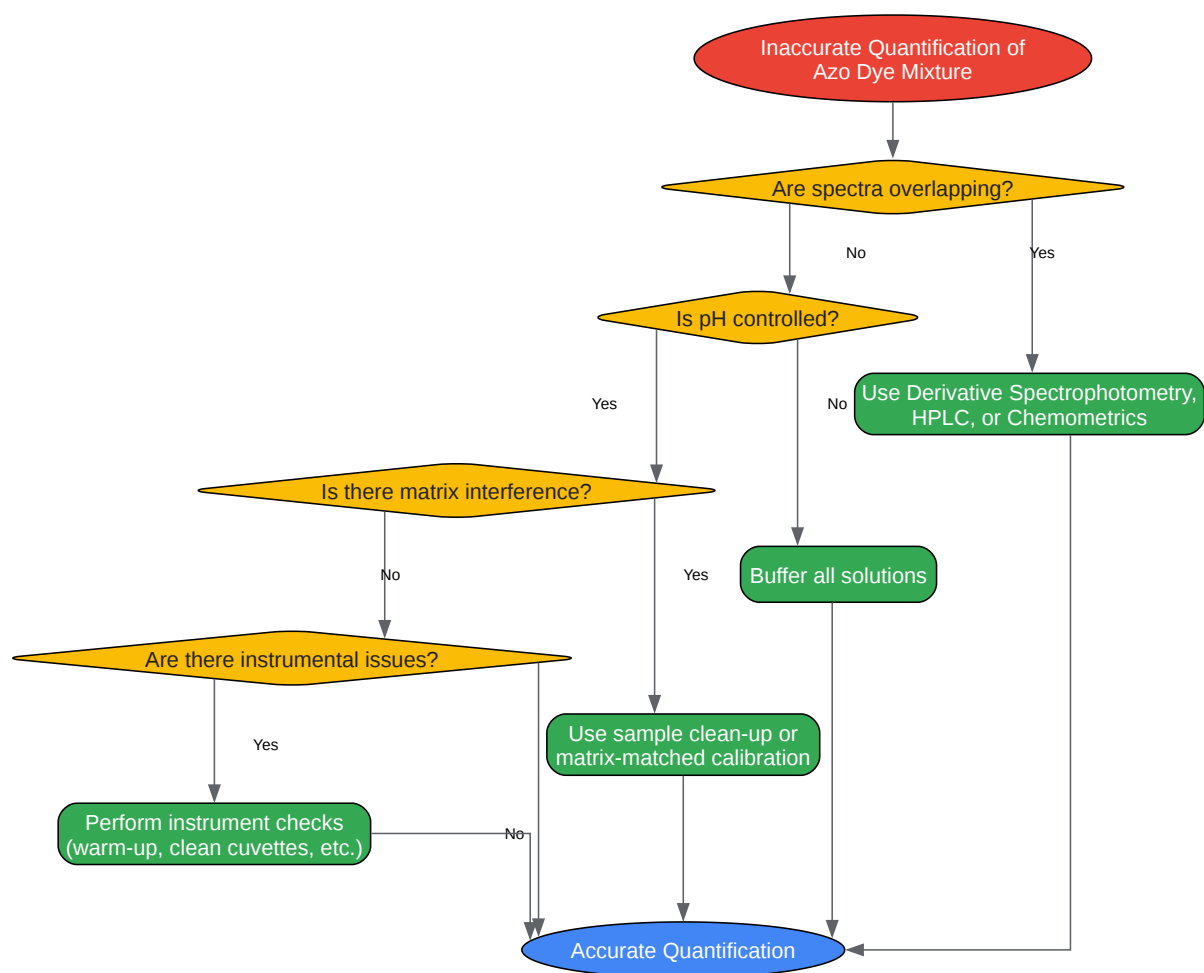 Inaccurate Quantification of
Azo Dye Mixture
Are spectra overlapping?
No
Yes
Is pH controlled?
Use Derivative Spectrophotometry,
HPLC, or Chemometrics
Yes
No
Is there matrix interference?
No
Yes
Buffer all solutions
Are there instrumental issues?
Use sample clean-up or
matrix-matched calibration
Yes
Perform instrument checks
(warm-up, clean cuvettes, etc.)
No
Accurate Quantification